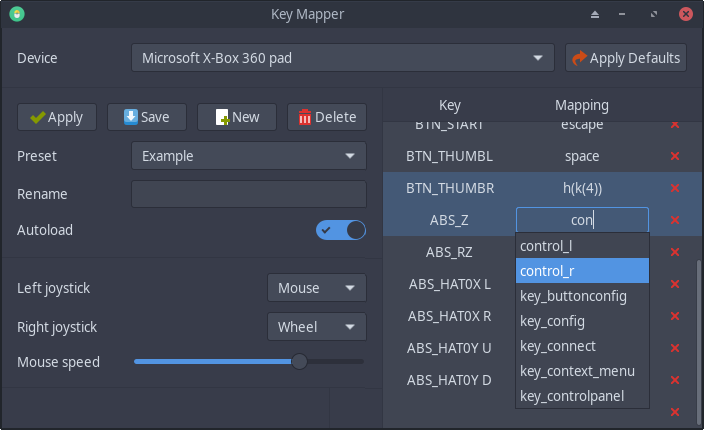 Key Mapper
Device
Microsoft X-Box 360 pad
Apply Defaults
Apply
Save
New
Delete
Preset
Example
Rename
Autoload
Left joystick
Mouse
Right joystick
Wheel
Mouse speed
Key Mapping
BTN_START escape
BTN_THUMBL space
BTN_THUMBR h(k(4))
ABS_Z con
ABS_RZ
ABS_HAT0X L
ABS_HAT0X R
ABS_HAT0Y U
ABS_HAT0Y D
control_l
control_r
key_buttonconfig
key_config
key_connect
key_context_menu
key_controlpanel